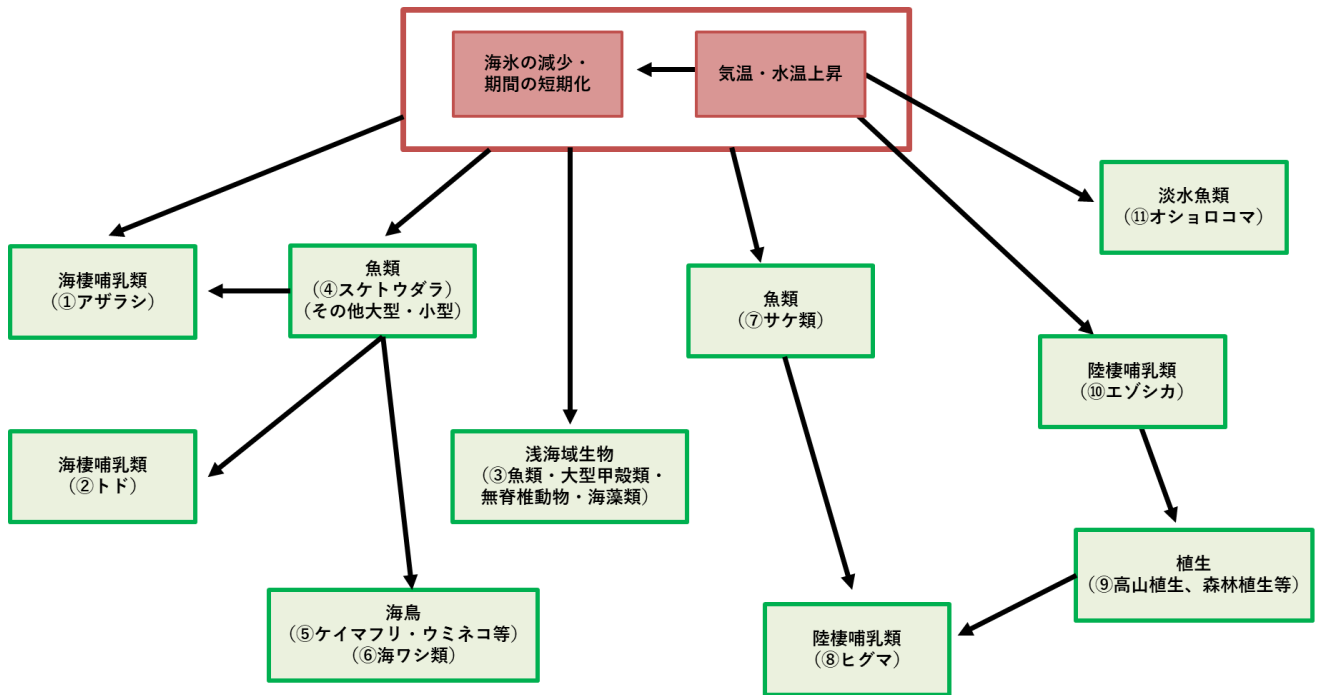 海氷の減少・
期間の短期化
気温・水温上昇
淡水魚類
（⑪オショロコマ）
海棲哺乳類
（①アザラシ）
魚類
（④スケトウダラ）
（その他大型・小型）
魚類
（⑦サケ類）
陸棲哺乳類
（⑩エゾシカ）
海棲哺乳類
（②トド）
浅海域生物
（③魚類・大型甲殻類・
無脊椎動物・海藻類）
植生
（⑨高山植生、森林植生等）
海鳥
（⑤ケイマフリ・ウミネコ等）
（⑥海ワシ類）
陸棲哺乳類
（⑧ヒグマ）